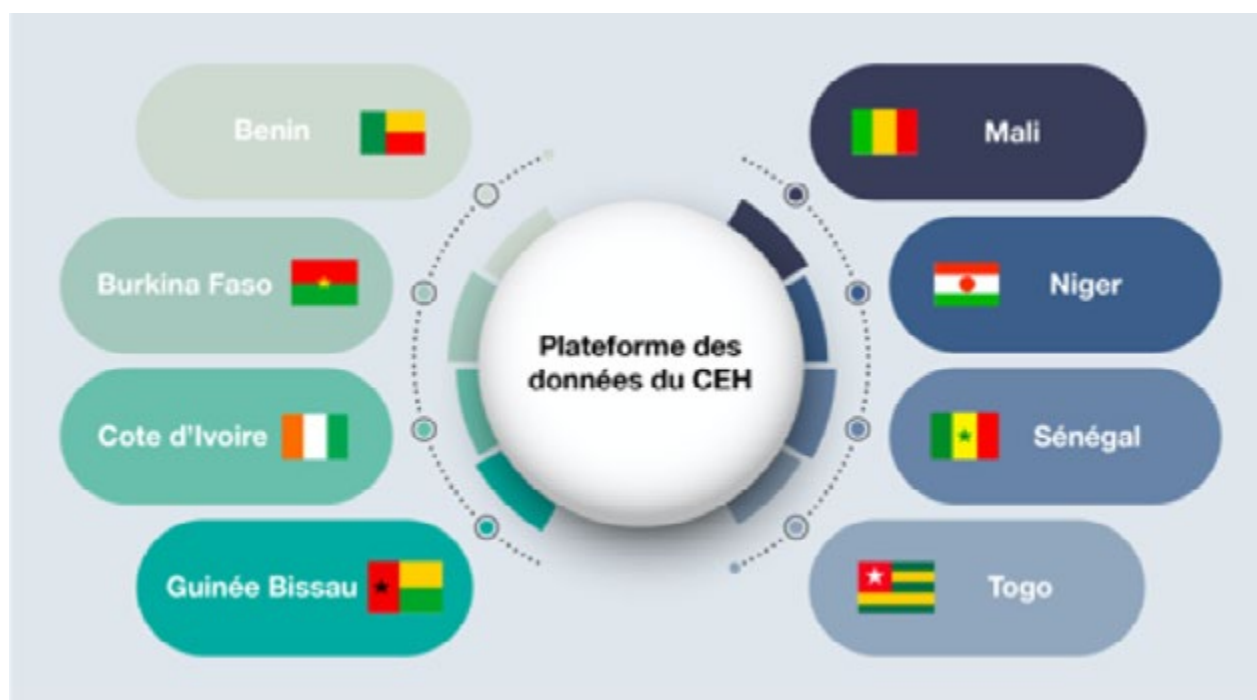 Benin
Burkina Faso
Cote d'Ivoire
Guinée Bissau
Plateforme des
données du CEH
Mali
Niger
Sénégal
Togo